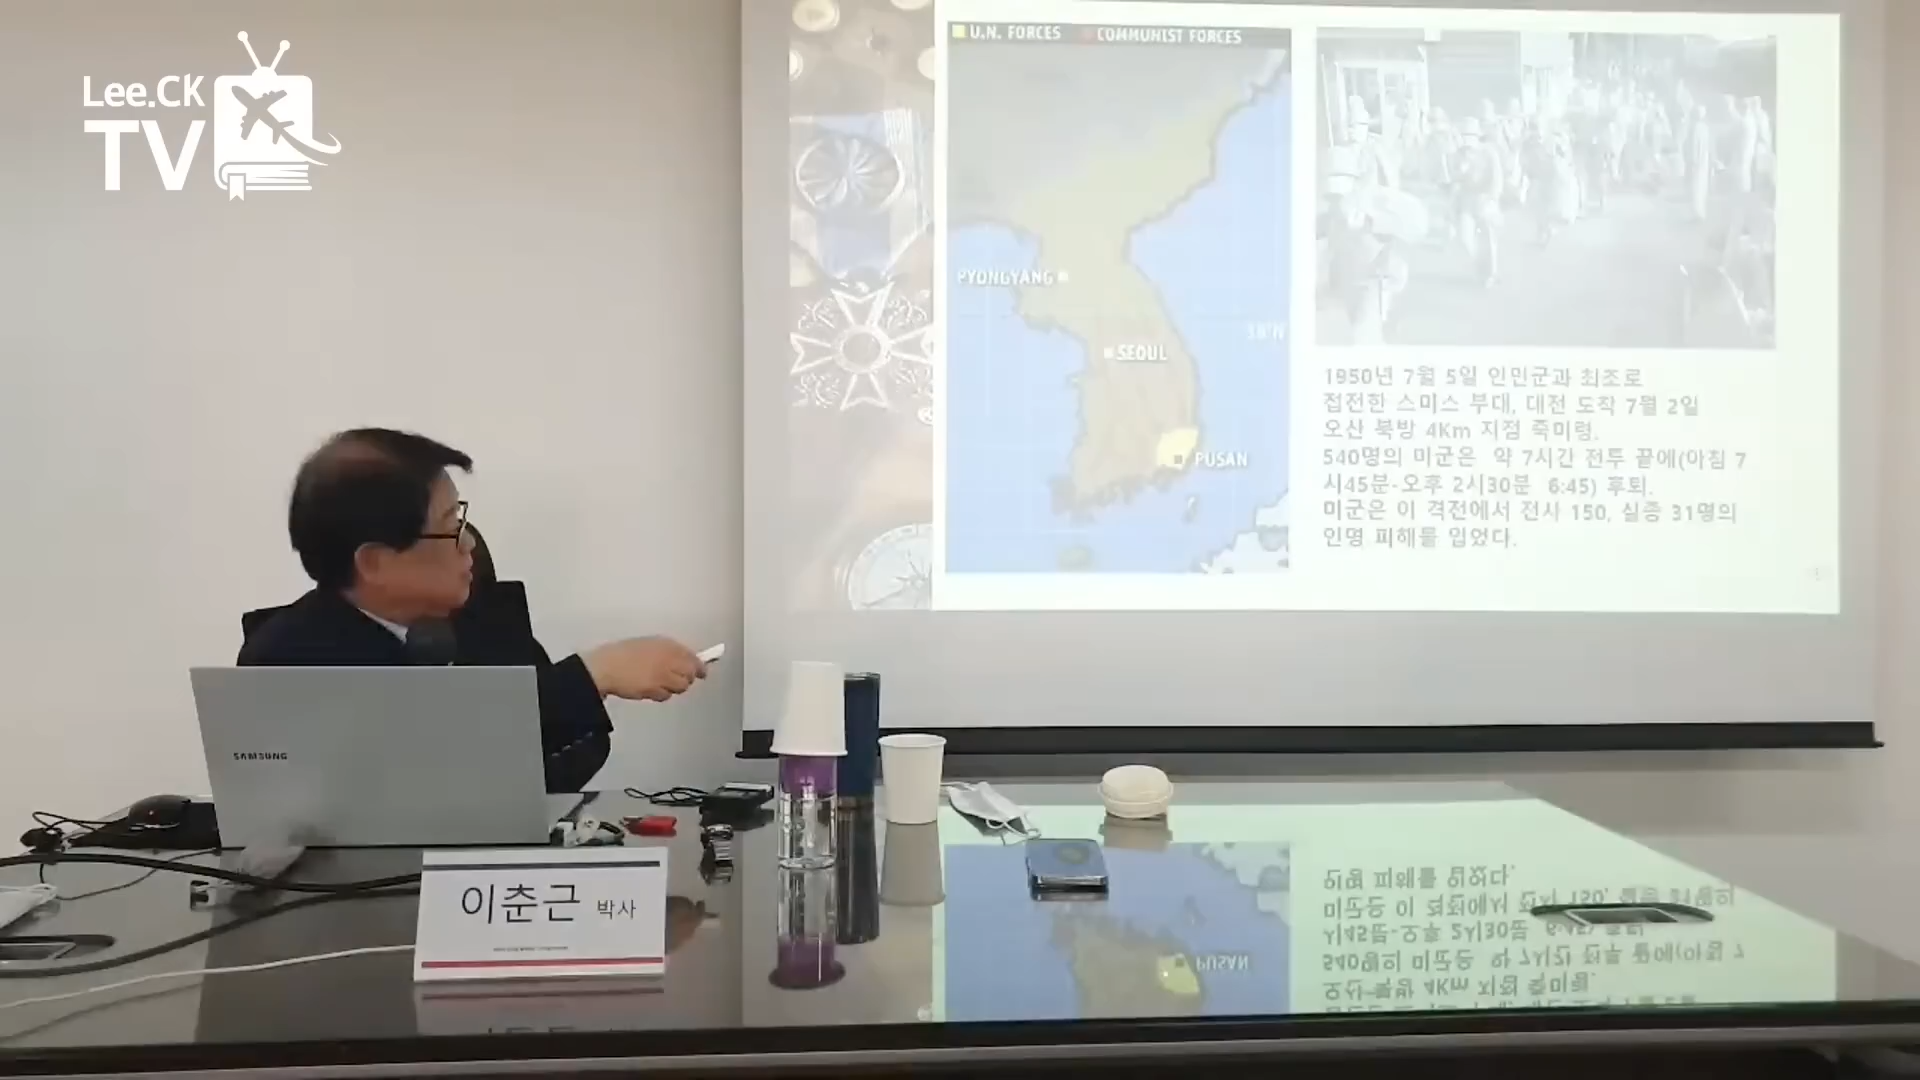 Lee.CK
TV
U.N. FORCES COMMUNIST FORCES
PYONGYANG
SEOUL
PUSAN
1950년 7월 5일 인민군과 최초로
접전한 스미스 부대, 대전 도착 7월 2일
오산 북방 4Km 지점 죽미령.
540명의 미군은 약 7시간 전투 끝에(아침 7
시45분-오후 2시30분 6:45) 후퇴.
미군은 이 격전에서 전사 150, 실종 31명의
인명 피해를 입었다.
SAMSUNG
이춘근 박사